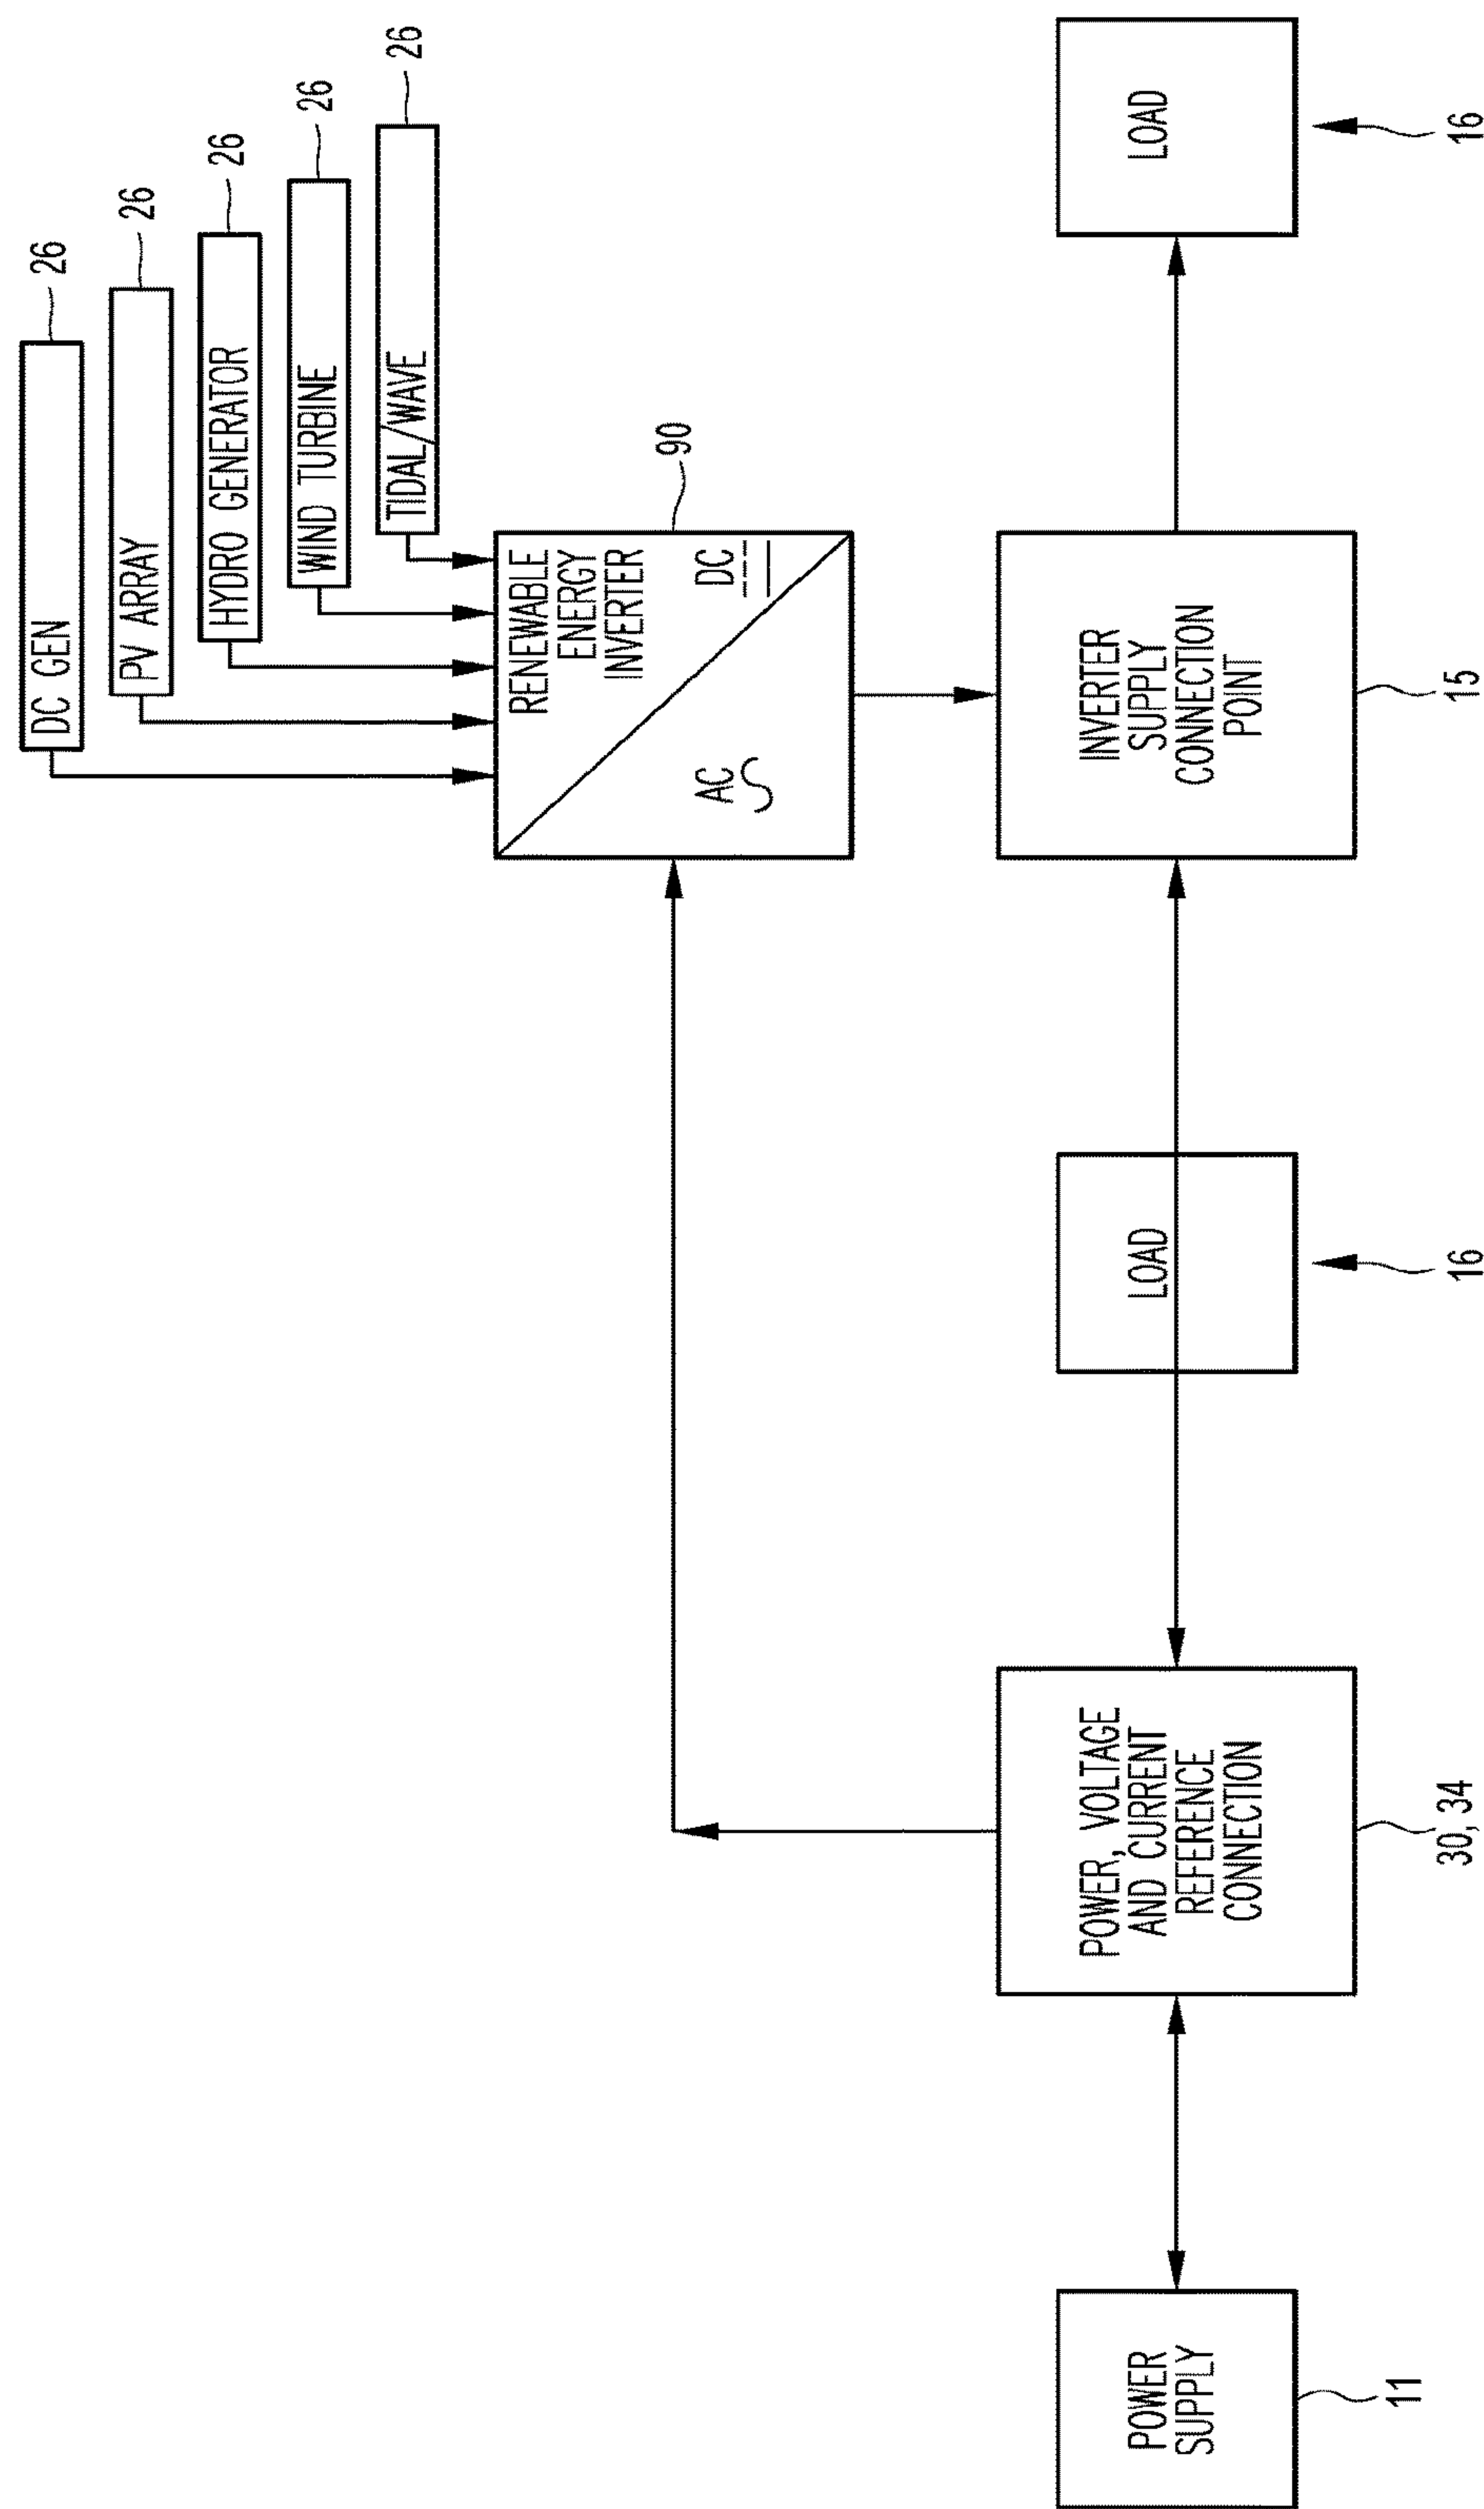 DC GEN
26
PV ARRAY
26
HYDRO GENERATOR
26
WIND TURBINE
26
TIDAL/WAVE
26
RENEWABLE
ENERGY
INVERTER
DC
AC
90
POWER
SUPPLY
11
POWER, VOLTAGE
AND CURRENT
REFERENCE
CONNECTION
30, 34
LOAD
16
INVERTER
SUPPLY
CONNECTION
POINT
15
LOAD
16